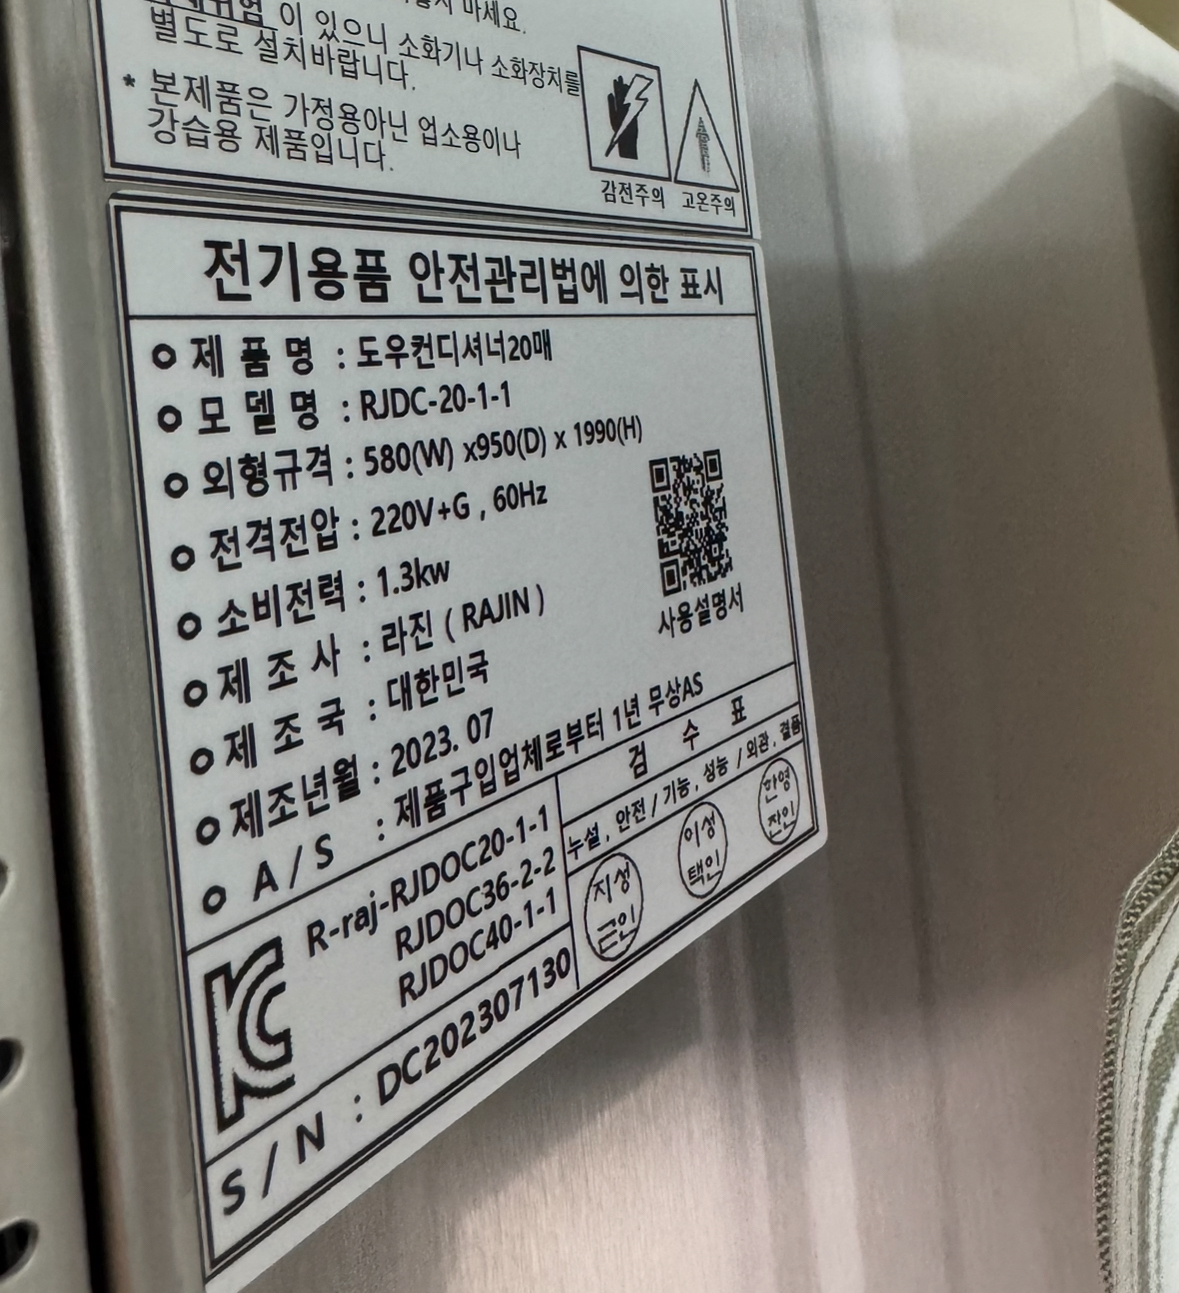 마세요.
이 있으니 소화기나 소화장치를
별도로 설치바랍니다.
* 본제품은 가정용아닌 업소용이나
강습용 제품입니다.
감전주의 고온주의
전기용품 안전관리법에 의한 표시
제 품 명 : 도우컨디셔너20매
모 델 명 : RJDC-20-1-1
외형규격 : 580(W) x950(D) x 1990(H)
전격전압 : 220V+G , 60Hz
소비전력 : 1.3kw
제 조 사 : 라진 ( RAJIN )
제 조 국 : 대한민국
제조년월 : 2023. 07
A / S : 제품구입업체로부터 1년 무상AS
사용설명서
검 수 표
누설 , 안전 / 기능 , 성능 / 외관 , 결품
지성
근인
이성
택인
한영
잔인
R-raj-RJDOC20-1-1
RJDOC36-2-2
RJDOC40-1-1
S / N : DC202307130